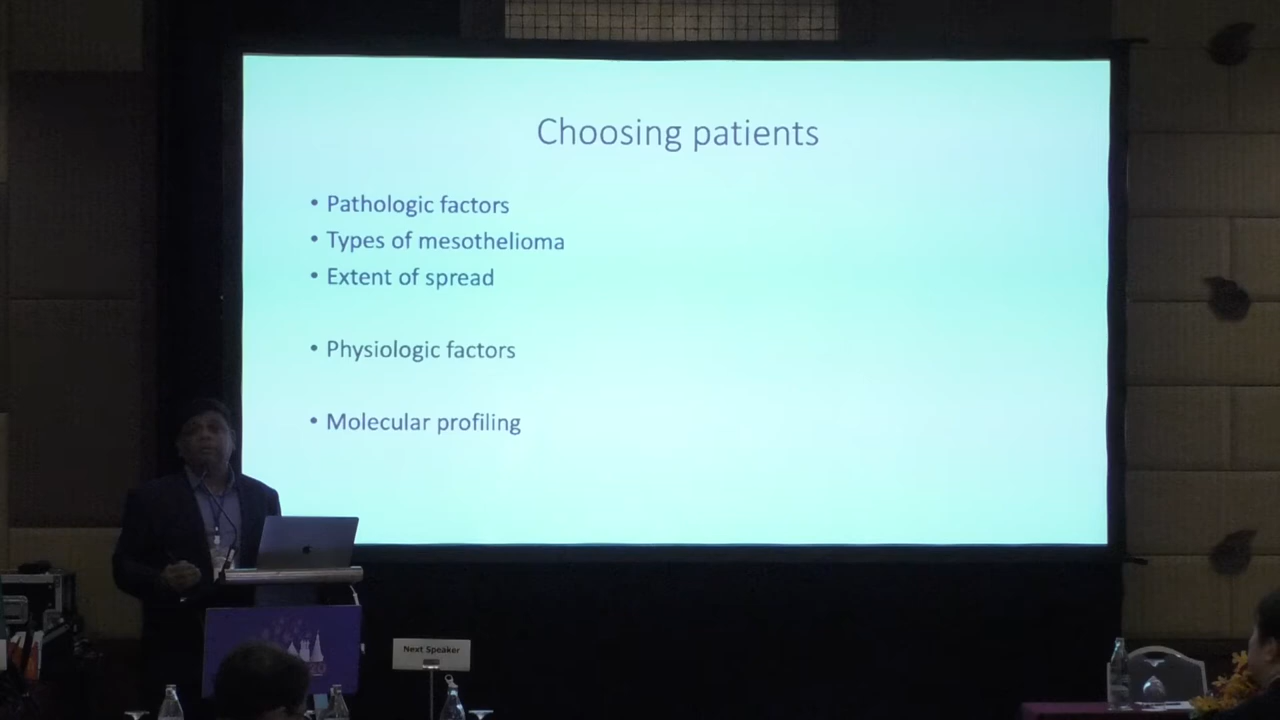 Choosing patients
• Pathologic factors
• Types of mesothelioma
• Extent of spread
• Physiologic factors
• Molecular profiling
Next Speaker